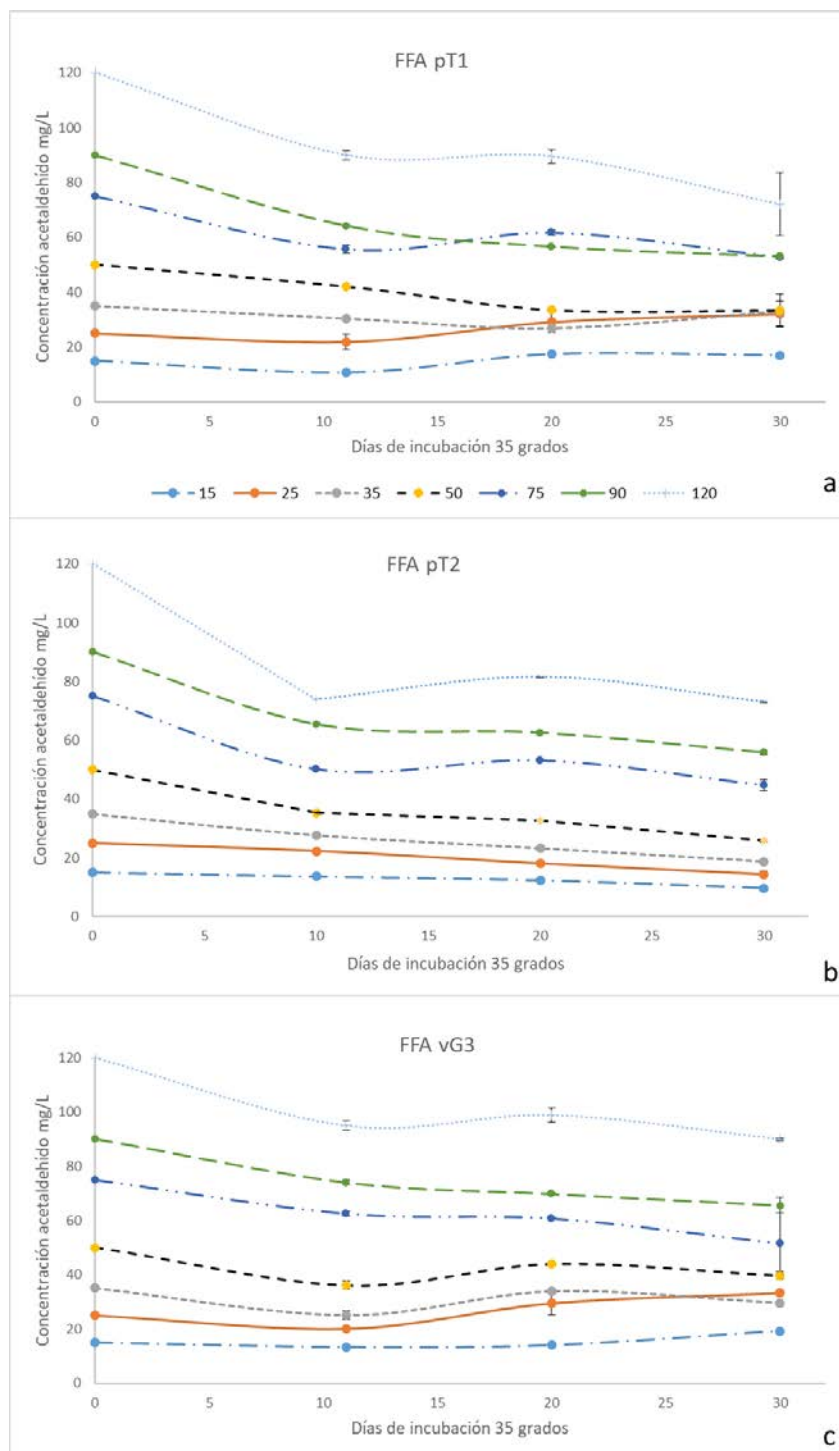 FFA pT1
Concentración acetaldehído mg/L
120
100
80
60
40
20
0
0 5 10 15 20 25 30
Días de incubación 35 grados
a
15 25 35 50 75 90 120
FFA pT2
Concentración acetaldehído mg/L
120
100
80
60
40
20
0
0 5 10 15 20 25 30
Días de incubación 35 grados
b
FFA vG3
Concentración acetaldehído mg/L
120
100
80
60
40
20
0
0 5 10 15 20 25 30
Días de incubación 35 grados
c